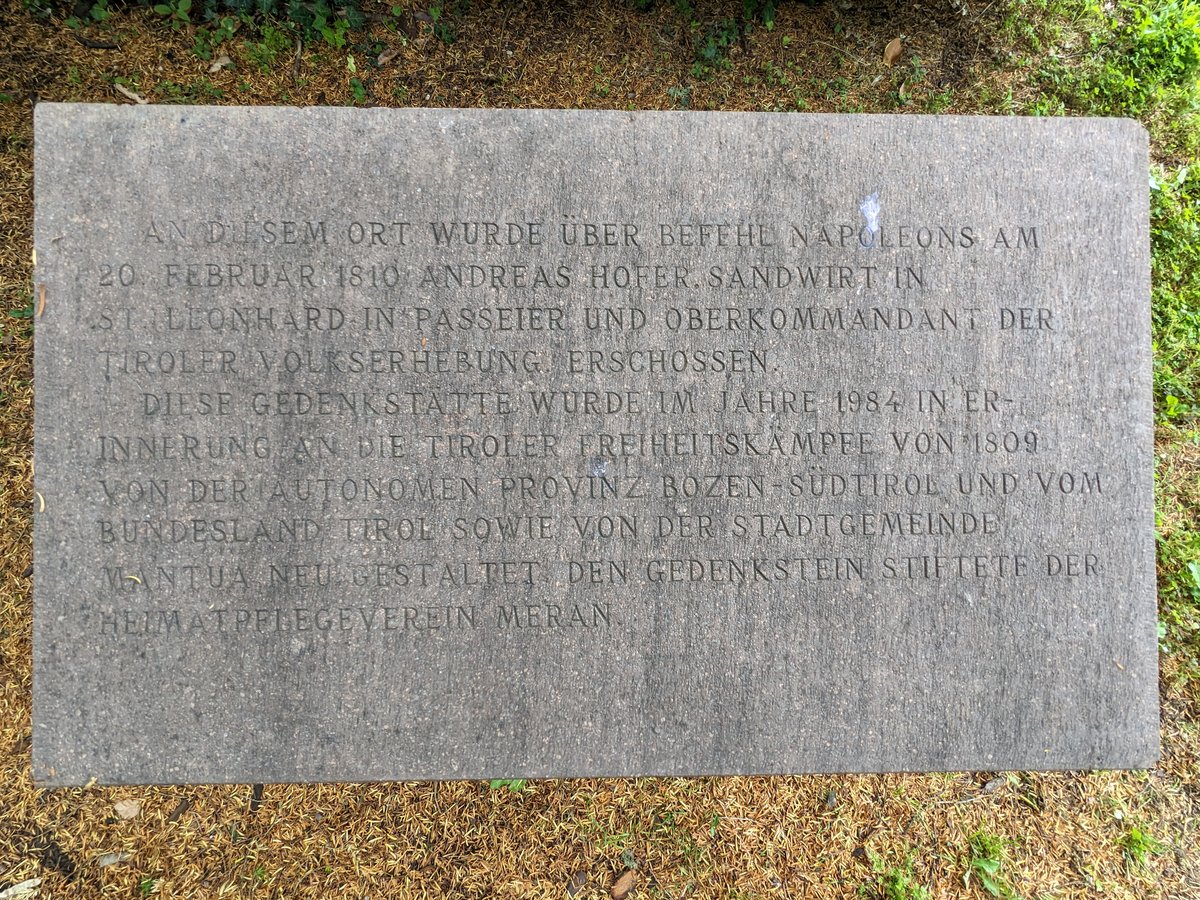 AN DIESEM ORT WURDE ÜBER BEFEHL NAPOLEONS AM
20. FEBRUAR 1810 ANDREAS HOFER, SANDWIRT IN
ST. LEONHARD IN PASSEIER UND OBERKOMMANDANT DER
TIROLER VOLKSERHEBUNG, ERSCHOSSEN.
DIESE GEDENKSTÄTTE WURDE IM JAHRE 1984 IN ER-
INNERUNG AN DIE TIROLER FREIHEITSKÄMPFE VON 1809
VON DER AUTONOMEN PROVINZ BOZEN-SÜDTIROL UND VOM
BUNDESLAND TIROL SOWIE VON DER STADTGEMEINDE
MANTUA NEU GESTALTET. DEN GEDENKSTEIN STIFTETE DER
HEIMATPFLEGEVEREIN MERAN.